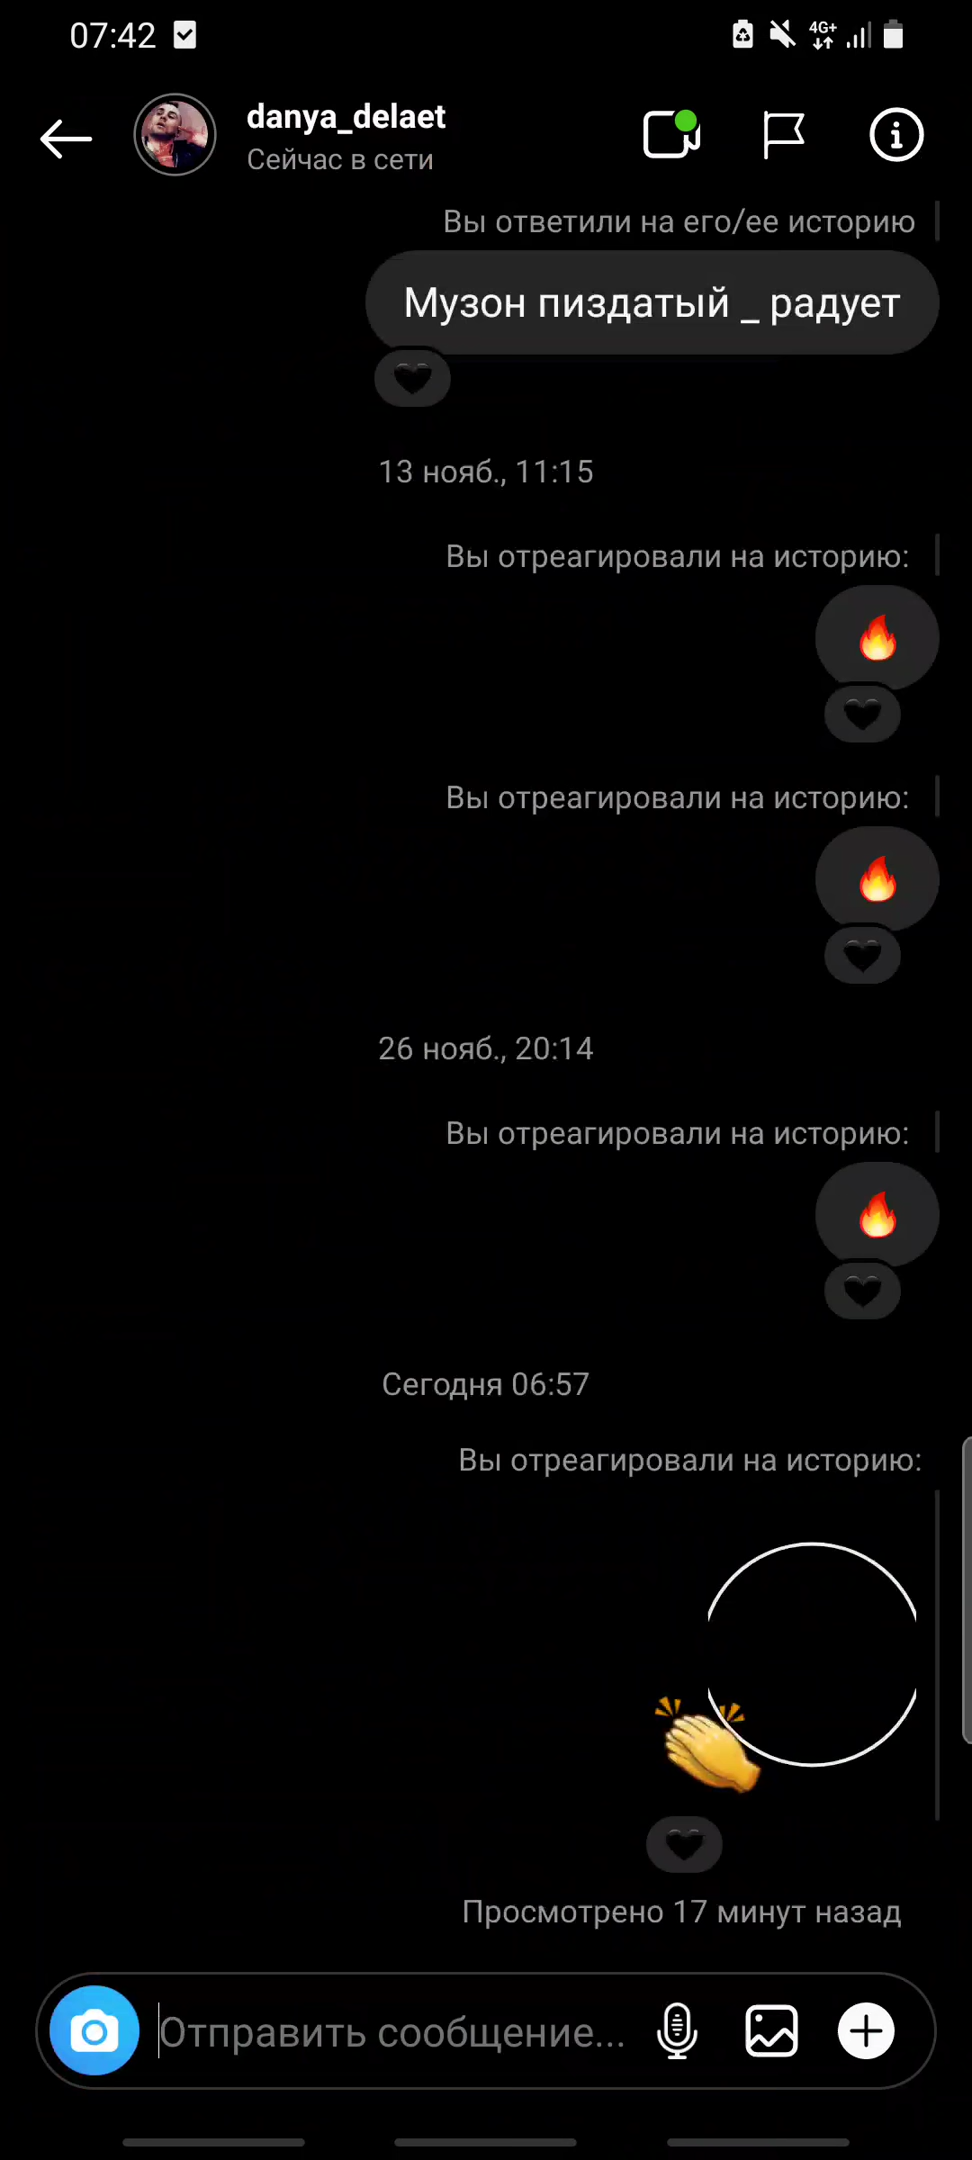 07:42
4G+
danya_delaet
Сейчас в сети
Вы ответили на его/ее историю
Музон пиздатый _ радует
13 нояб., 11:15
Вы отреагировали на историю:
Вы отреагировали на историю:
26 нояб., 20:14
Вы отреагировали на историю:
Сегодня 06:57
Вы отреагировали на историю:
Просмотрено 17 минут назад
Отправить сообщение...